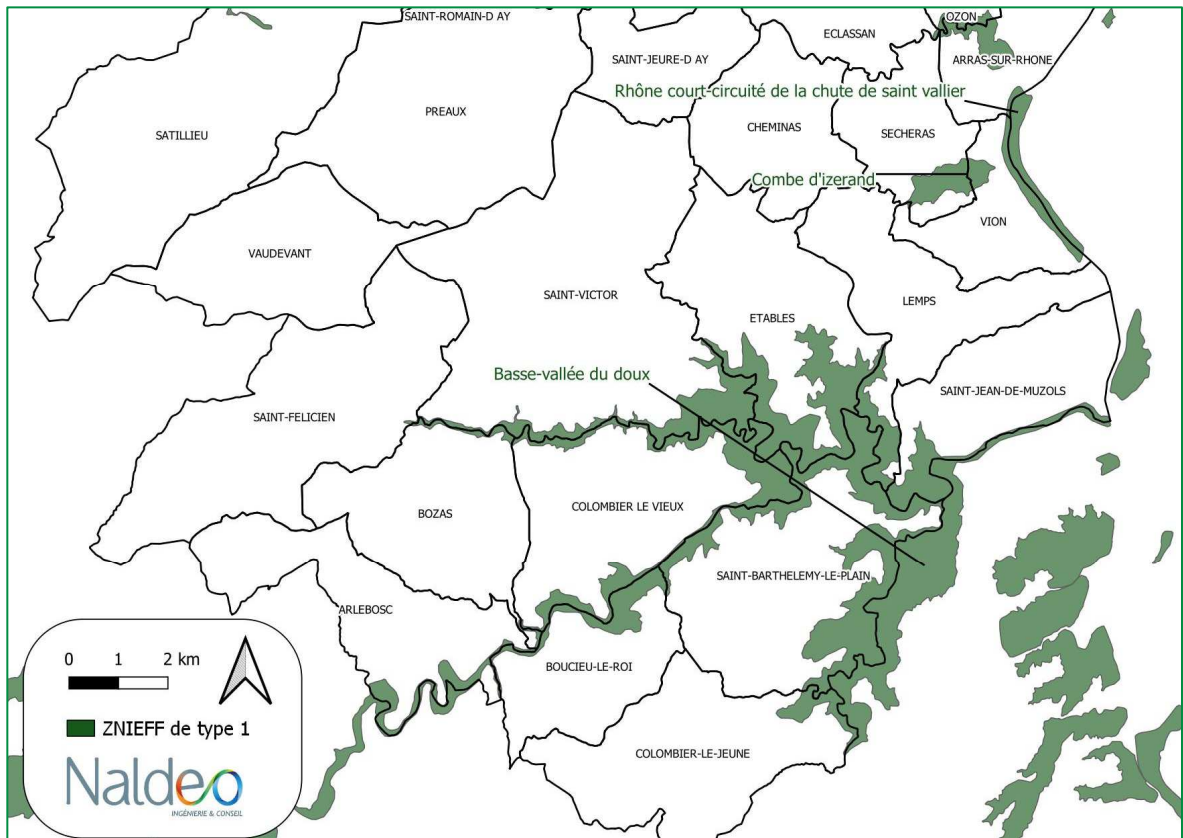 SAINT-ROMAIN-D AY
OZON
ECLASSAN
SAINT-JEURE-D AY
ARRAS-SUR-RHONE
Rhône court-circuité de la chute de saint vallier
PREAUX
CHEMINAS
SECHERAS
SATILLIEU
Combe d'izerand
VION
VAUDEVANT
SAINT-VICTOR
LEMPS
ETABLES
Basse-vallée du doux
SAINT-JEAN-DE-MUZOLS
SAINT-FELICIEN
COLOMBIER LE VIEUX
BOZAS
SAINT-BARTHELEMY-LE-PLAIN
ARLEBOSC
BOUCIEU-LE-ROI
COLOMBIER-LE-JEUNE
0 1 2 km
ZNIEFF de type 1
Naldeo
INGÉNIERIE & CONSEIL